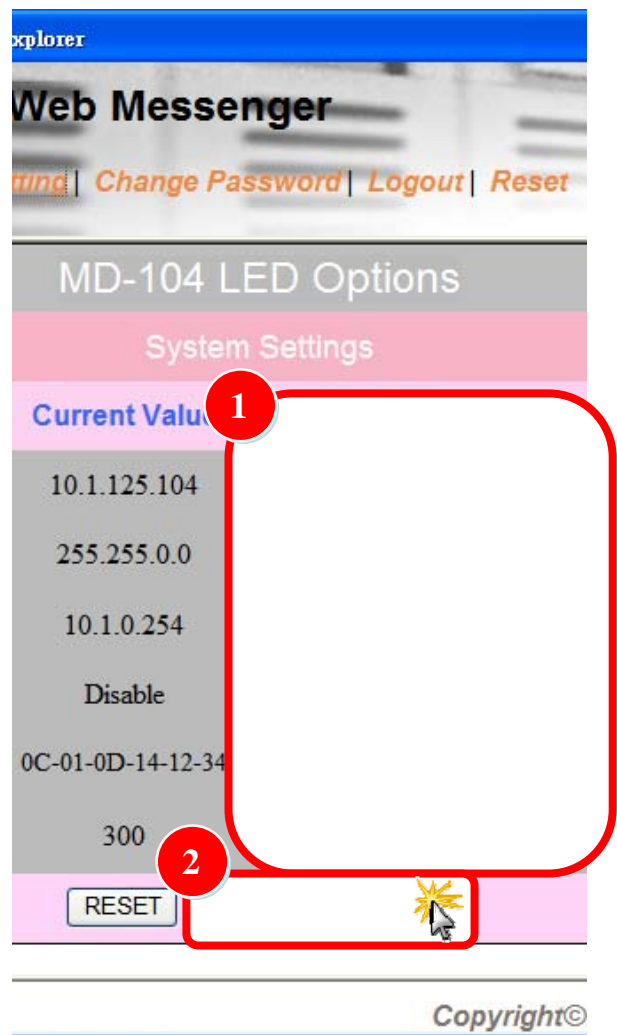 xplorer
Web Messenger
tting| Change Password| Logout| Reset
MD-104 LED Options
System Settings
Current Valu
1
10.1.125.104
255.255.0.0
10.1.0.254
Disable
0C-01-0D-14-12-34
300
2
RESET
Copyright©